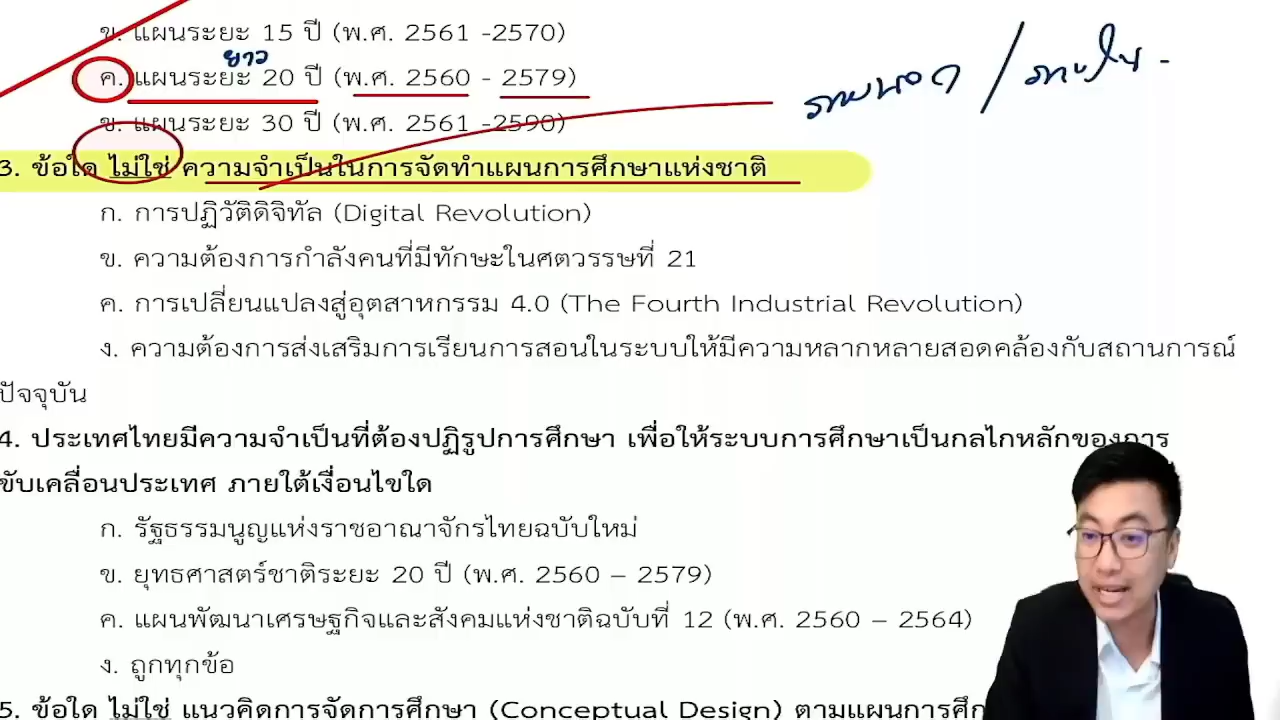 ข. แผนระยะ 15 ปี (พ.ศ. 2561 -2570)
ยาว
ค. แผนระยะ 20 ปี (พ.ศ. 2560 - 2579)
ภายนอก / ภายใน -
ข. แผนระยะ 30 ปี (พ.ศ. 2561 -2590)
3. ข้อใด ไม่ใช่ ความจำเป็นในการจัดทำแผนการศึกษาแห่งชาติ
ก. การปฏิวัติดิจิทัล (Digital Revolution)
ข. ความต้องการกำลังคนที่มีทักษะในศตวรรษที่ 21
ค. การเปลี่ยนแปลงสู่อุตสาหกรรม 4.0 (The Fourth Industrial Revolution)
ง. ความต้องการส่งเสริมการเรียนการสอนในระบบให้มีความหลากหลายสอดคล้องกับสถานการณ์
ปัจจุบัน
4. ประเทศไทยมีความจำเป็นที่ต้องปฏิรูปการศึกษา เพื่อให้ระบบการศึกษาเป็นกลไกหลักของการ
ขับเคลื่อนประเทศ ภายใต้เงื่อนไขใด
ก. รัฐธรรมนูญแห่งราชอาณาจักรไทยฉบับใหม่
ข. ยุทธศาสตร์ชาติระยะ 20 ปี (พ.ศ. 2560 – 2579)
ค. แผนพัฒนาเศรษฐกิจและสังคมแห่งชาติฉบับที่ 12 (พ.ศ. 2560 – 2564)
ง. ถูกทุกข้อ
5. ข้อใด ไม่ใช่ แนวคิดการจัดการศึกษา (Conceptual Design) ตามแผนการศึก